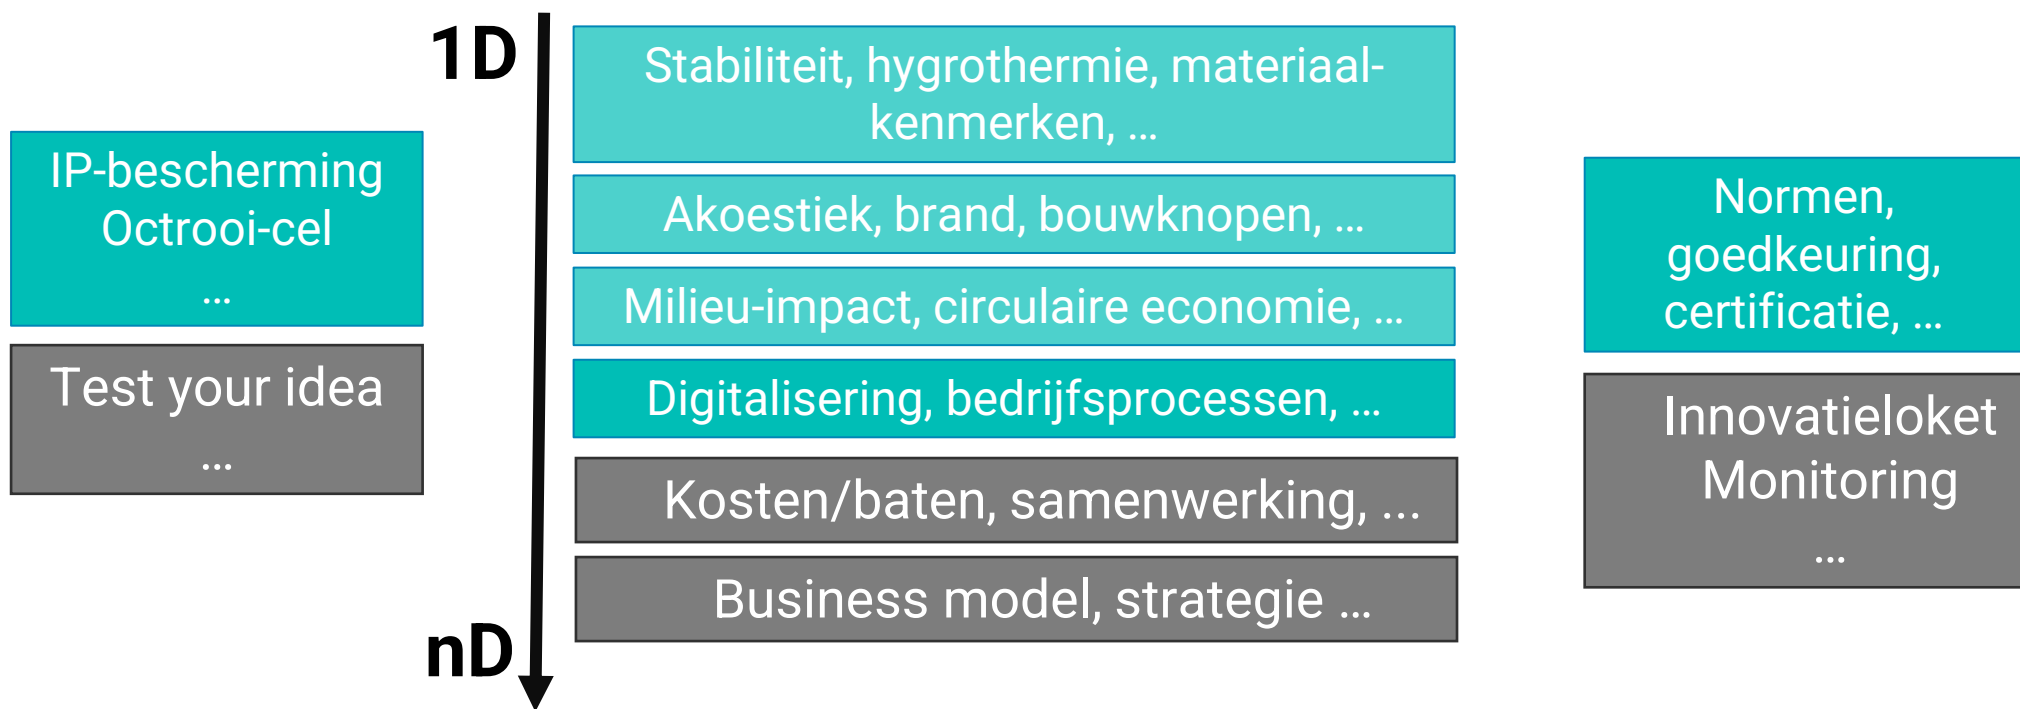 1D
nD
IP-bescherming
Octrooi-cel
…
Test your idea
…
Stabiliteit, hygrothermie, materiaal-
kenmerken, …
Akoestiek, brand, bouwknopen, …
Milieu-impact, circulaire economie, …
Digitalisering, bedrijfsprocessen, …
Kosten/baten, samenwerking, ...
Business model, strategie …
Normen,
goedkeuring,
certificatie, …
Innovatieloket
Monitoring
…